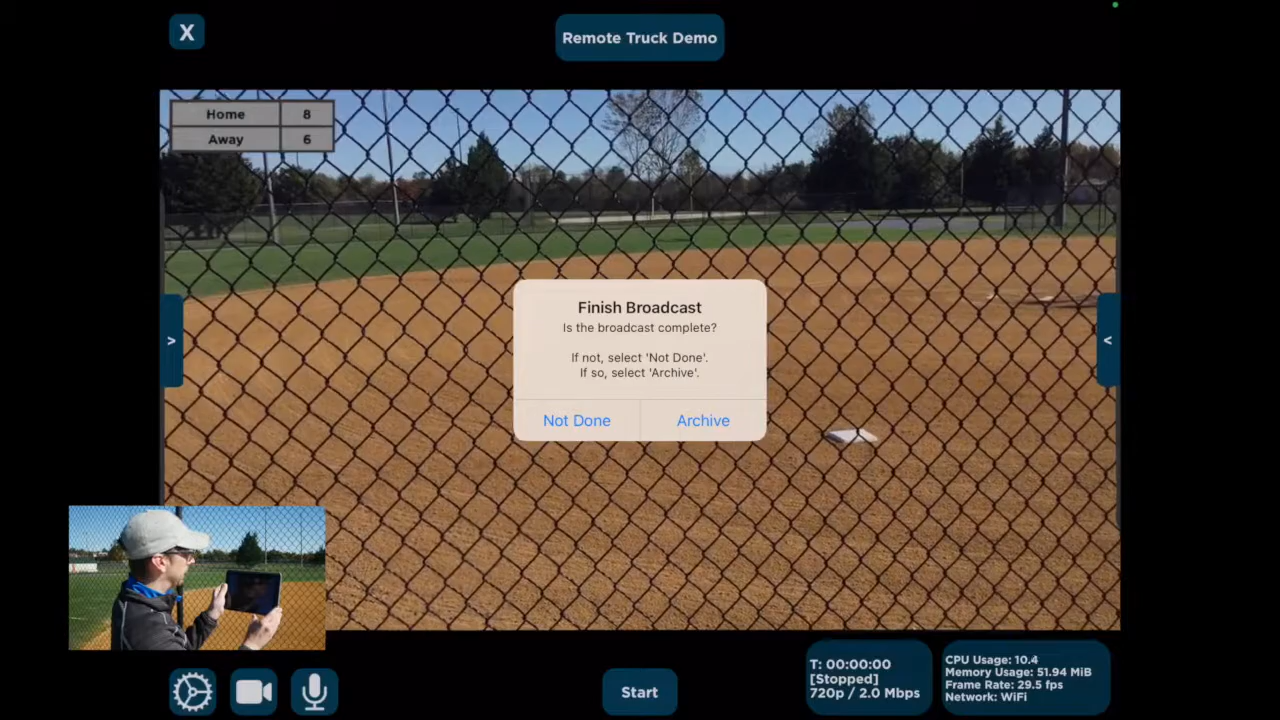 X
Remote Truck Demo
Home 8
Away 6
>
<
Finish Broadcast
Is the broadcast complete?
If not, select 'Not Done'.
If so, select 'Archive'.
Not Done
Archive
Start
T: 00:00:00
[Stopped]
720p / 2.0 Mbps
CPU Usage: 10.4
Memory Usage: 51.94 MiB
Frame Rate: 29.5 fps
Network: WiFi